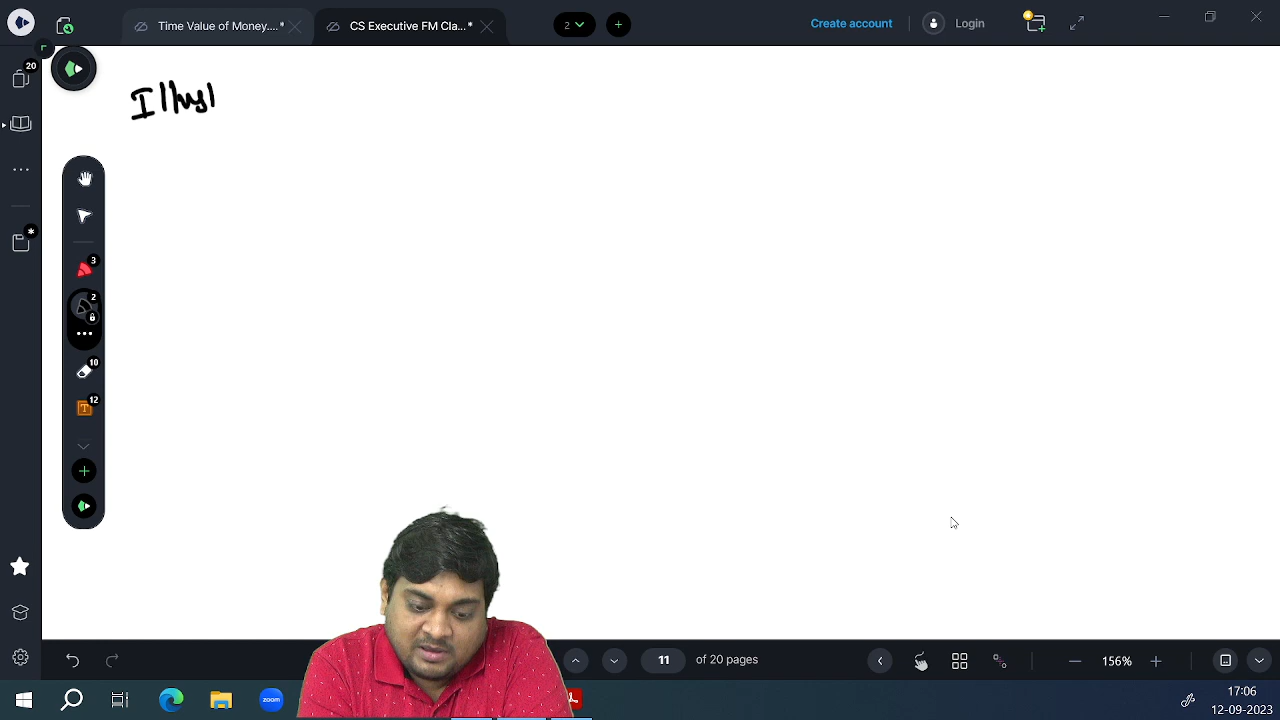 Time Value of Money....*
CS Executive FM Cla...*
2
Create account
Login
20
3
2
10
12
11
of 20 pages
156%
zoom
17:06
12-09-2023